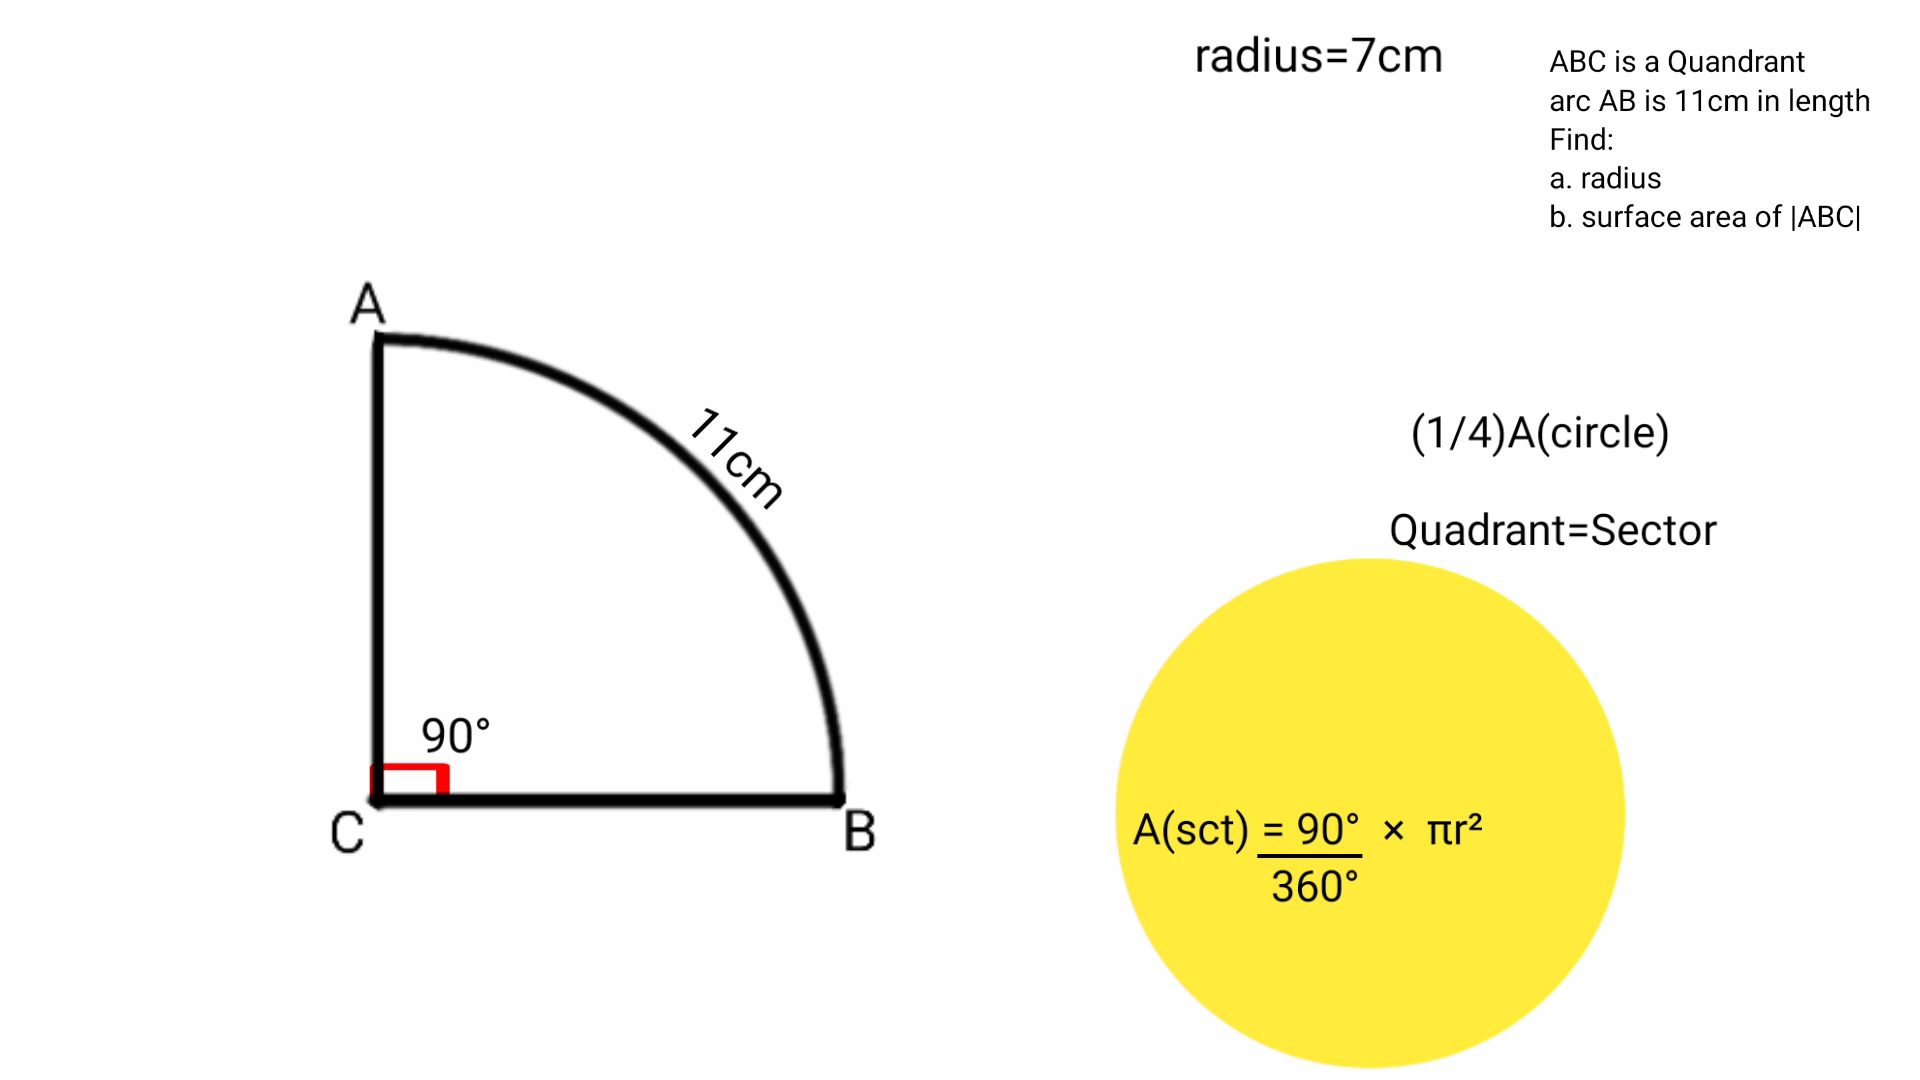 radius=7cm
ABC is a Quandrant
arc AB is 11cm in length
Find:
a. radius
b. surface area of |ABC|
A
11cm
90°
C
B
(1/4)A(circle)
Quadrant=Sector
A(sct) = 90° × πr²
360°